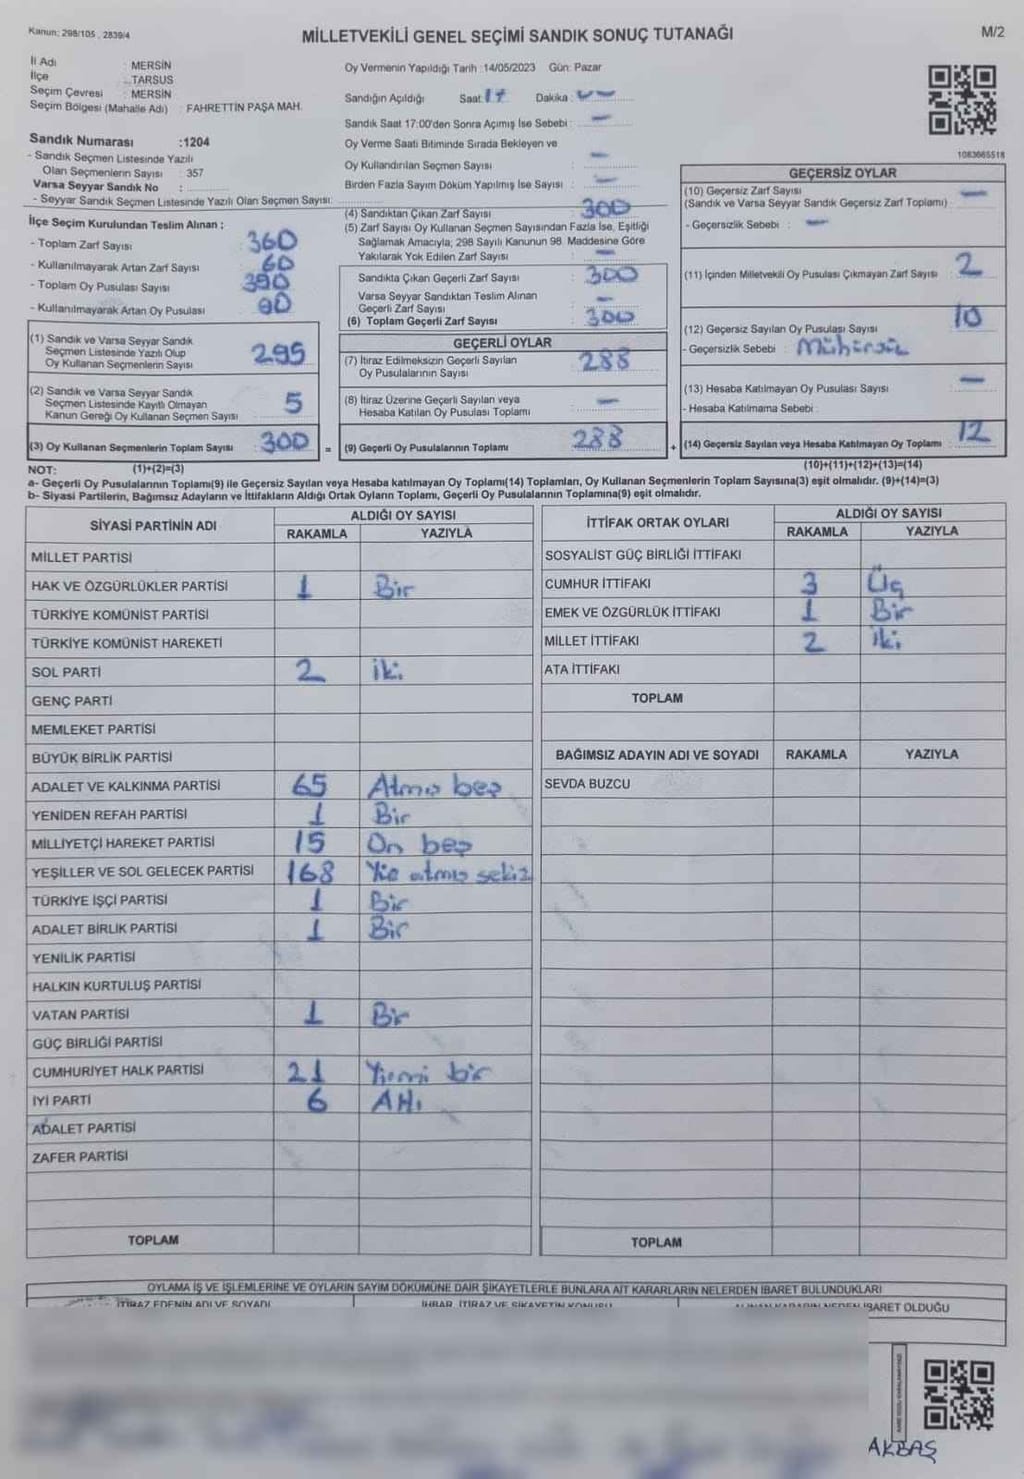 Kanun: 298/105 , 2839/4
MİLLETVEKİLİ GENEL SEÇİMİ SANDIK SONUÇ TUTANAĞI
M/2
İl Adı : MERSİN
İlçe : TARSUS
Seçim Çevresi : MERSİN
Seçim Bölgesi (Mahalle Adı) : FAHRETTİN PAŞA MAH.
Sandık Numarası :1204
- Sandık Seçmen Listesinde Yazılı
Olan Seçmenlerin Sayısı : 357
Varsa Seyyar Sandık No :
- Seyyar Sandık Seçmen Listesinde Yazılı Olan Seçmen Sayısı:
Oy Vermenin Yapıldığı Tarih :14/05/2023 Gün: Pazar
Sandığın Açıldığı Saat: 17 Dakika : --
Sandık Saat 17:00'den Sonra Açımış İse Sebebi : -
Oy Verme Saati Bitiminde Sırada Bekleyen ve
Oy Kullandırılan Seçmen Sayısı : -
Birden Fazla Sayım Döküm Yapılmış İse Sayısı : -
1083665518
İlçe Seçim Kurulundan Teslim Alınan :
- Toplam Zarf Sayısı : 360
- Kullanılmayarak Artan Zarf Sayısı : 60
- Toplam Oy Pusulası Sayısı : 390
- Kullanılmayarak Artan Oy Pusulası : 90
(1) Sandık ve Varsa Seyyar Sandık
Seçmen Listesinde Yazılı Olup
Oy Kullanan Seçmenlerin Sayısı : 295
(2) Sandık ve Varsa Seyyar Sandık
Seçmen Listesinde Kayıtlı Olmayan
Kanun Gereği Oy Kullanan Seçmen Sayısı : 5
(3) Oy Kullanan Seçmenlerin Toplam Sayısı : 300 =
(4) Sandıktan Çıkan Zarf Sayısı : 300
(5) Zarf Sayısı Oy Kullanan Seçmen Sayısından Fazla İse, Eşitliği
Sağlamak Amacıyla; 298 Sayılı Kanunun 98. Maddesine Göre
Yakılarak Yok Edilen Zarf Sayısı : -
Sandıkta Çıkan Geçerli Zarf Sayısı : 300
Varsa Seyyar Sandıktan Teslim Alınan
Geçerli Zarf Sayısı : -
(6) Toplam Geçerli Zarf Sayısı : 300
GEÇERLİ OYLAR
(7) İtiraz Edilmeksizin Geçerli Sayılan
Oy Pusulalarının Sayısı : 288
(8) İtiraz Üzerine Geçerli Sayılan veya
Hesaba Katılan Oy Pusulası Toplamı : -
(9) Geçerli Oy Pusulalarının Toplamı 288 +
GEÇERSİZ OYLAR
(10) Geçersiz Zarf Sayısı
(Sandık ve Varsa Seyyar Sandık Geçersiz Zarf Toplamı) : -
- Geçersizlik Sebebi : -
(11) İçinden Milletvekili Oy Pusulası Çıkmayan Zarf Sayısı : 2
(12) Geçersiz Sayılan Oy Pusulası Sayısı : 10
- Geçersizlik Sebebi : Mühürsüz
(13) Hesaba Katılmayan Oy Pusulası Sayısı : -
- Hesaba Katılmama Sebebi :
(14) Geçersiz Sayılan veya Hesaba Katılmayan Oy Toplamı : 12
NOT: (1)+(2)=(3)
(10)+(11)+(12)+(13)=(14)
a- Geçerli Oy Pusulalarının Toplamı(9) ile Geçersiz Sayılan veya Hesaba katılmayan Oy Toplamı(14) Toplamları, Oy Kullanan Seçmenlerin Toplam Sayısına(3) eşit olmalıdır. (9)+(14)=(3)
b- Siyasi Partilerin, Bağımsız Adayların ve İttifakların Aldığı Ortak Oyların Toplamı, Geçerli Oy Pusulalarının Toplamına(9) eşit olmalıdır.
SİYASİ PARTİNİN ADI ALDIĞI OY SAYISI
RAKAMLA YAZIYLA
MİLLET PARTİSİ
HAK VE ÖZGÜRLÜKLER PARTİSİ 1 Bir
TÜRKİYE KOMÜNİST PARTİSİ
TÜRKİYE KOMÜNİST HAREKETİ
SOL PARTİ 2 iki
GENÇ PARTİ
MEMLEKET PARTİSİ
BÜYÜK BİRLİK PARTİSİ
ADALET VE KALKINMA PARTİSİ 65 Atmış beş
YENİDEN REFAH PARTİSİ 1 Bir
MİLLİYETÇİ HAREKET PARTİSİ 15 On beş
YEŞİLLER VE SOL GELECEK PARTİSİ 168 Yüz atmış sekiz
TÜRKİYE İŞÇİ PARTİSİ 1 Bir
ADALET BİRLİK PARTİSİ 1 Bir
YENİLİK PARTİSİ
HALKIN KURTULUŞ PARTİSİ
VATAN PARTİSİ 1 Bir
GÜÇ BİRLİĞİ PARTİSİ
CUMHURİYET HALK PARTİSİ 21 Yirmi bir
İYİ PARTİ 6 Altı
ADALET PARTİSİ
ZAFER PARTİSİ
TOPLAM
İTTİFAK ORTAK OYLARI ALDIĞI OY SAYISI
RAKAMLA YAZIYLA
SOSYALİST GÜÇ BİRLİĞİ İTTİFAKI
CUMHUR İTTİFAKI 3 Üç
EMEK VE ÖZGÜRLÜK İTTİFAKI 1 Bir
MİLLET İTTİFAKI 2 iki
ATA İTTİFAKI
TOPLAM
BAĞIMSIZ ADAYIN ADI VE SOYADI RAKAMLA YAZIYLA
SEVDA BUZCU
TOPLAM
OYLAMA İŞ VE İŞLEMLERİNE VE OYLARIN SAYIM DÖKÜMÜNE DAİR ŞİKAYETLERLE BUNLARA AİT KARARLARIN NELERDEN İBARET BULUNDUKLARI
İTİRAZ EDENİN ADI VE SOYADI İHBAR, İTİRAZ VE ŞİKAYETİN KONUSU İBARET OLDUĞU
AKBAŞ